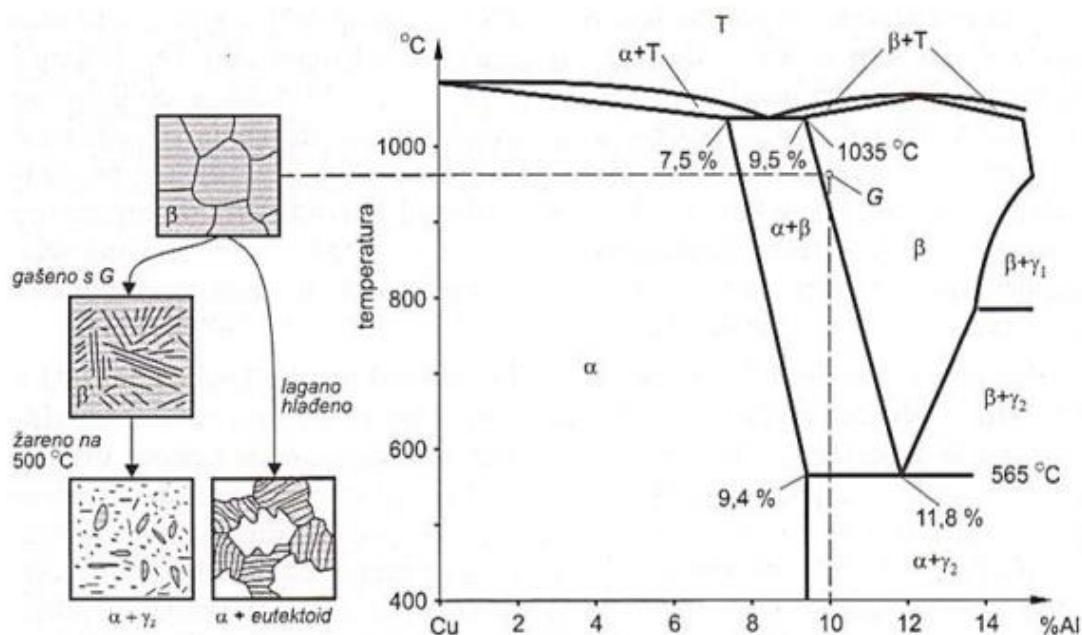 β
gašeno s G
β'
lagano
hlađeno
žareno na
500 °C
α + γ₂
α + eutektoid
°C
T
α+T
β+T
1000
7,5 %
9,5 %
1035 °C
G
α+β
β
β+γ₁
800
temperatura
α
β+γ₂
600
565 °C
9,4 %
11,8 %
α+γ₂
400
Cu
2
4
6
8
10
12
14
%Al